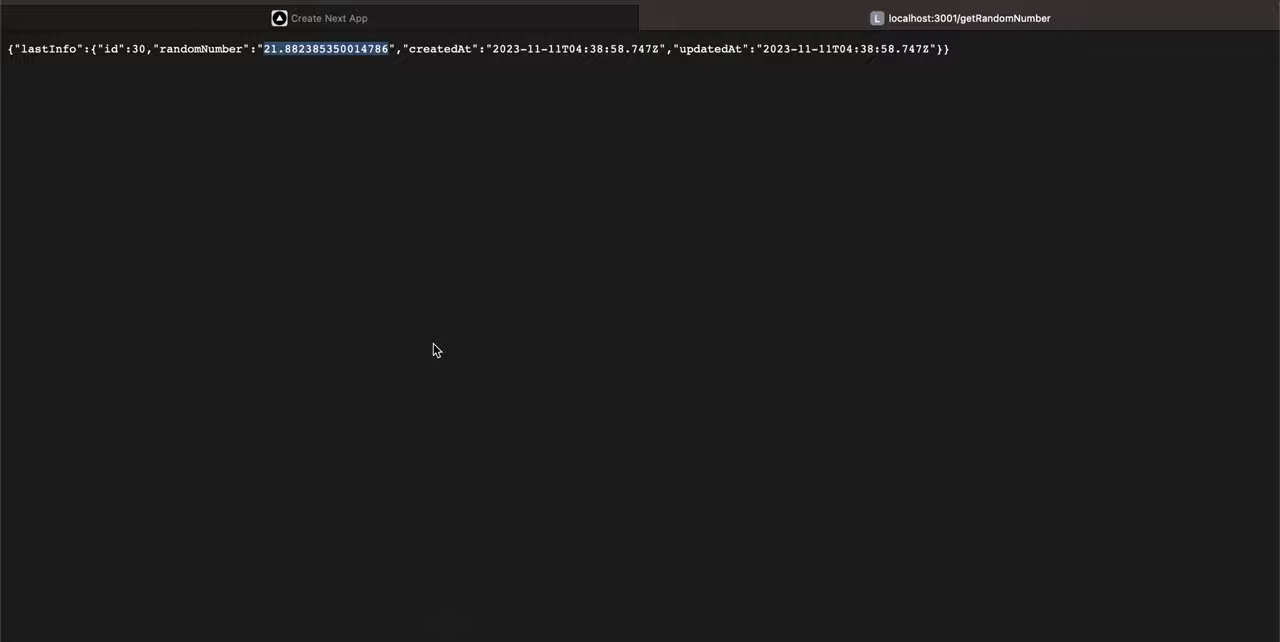 Create Next App
L localhost:3001/getRandomNumber
{"lastInfo":{"id":30,"randomNumber":"21.882385350014786","createdAt":"2023-11-11T04:38:58.747Z","updatedAt":"2023-11-11T04:38:58.747Z"}}